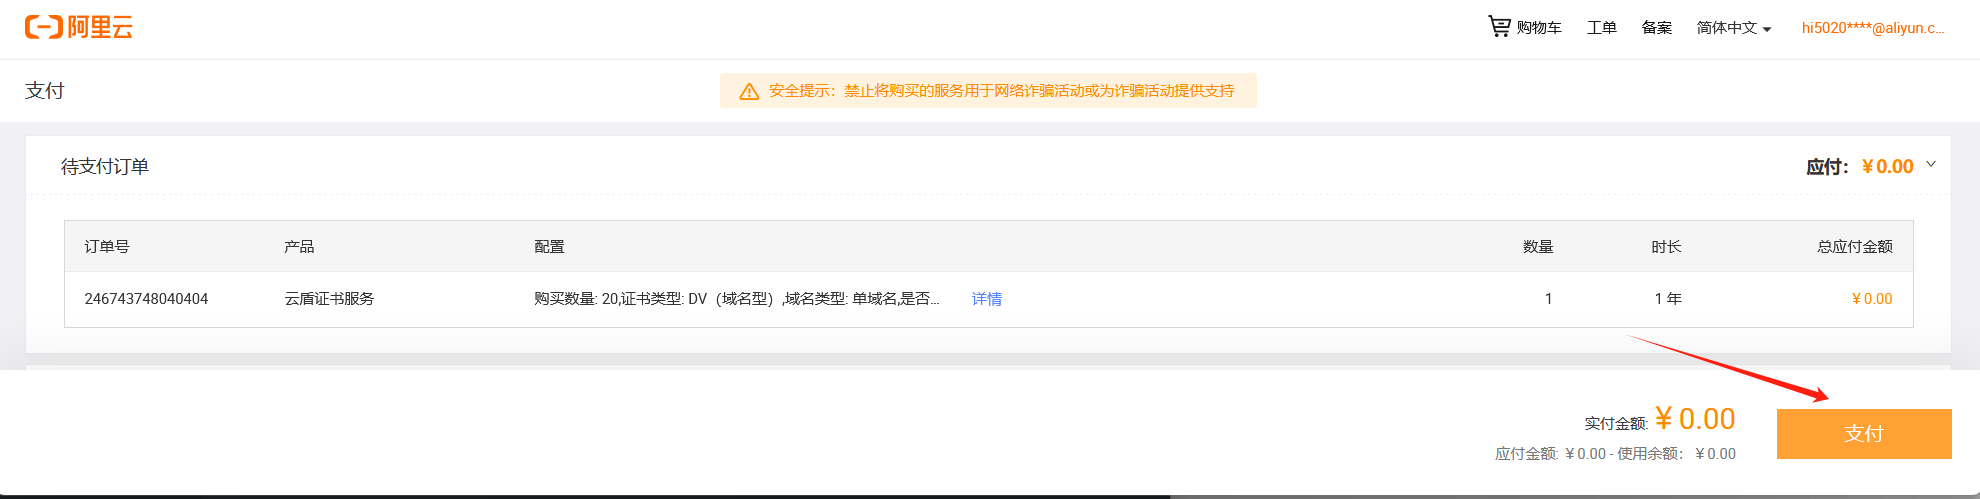 阿里云
购物车 工单 备案 简体中文 hi5020****@aliyun.c...
支付
安全提示：禁止将购买的服务用于网络诈骗活动或为诈骗活动提供支持
待支付订单
应付：¥0.00
订单号 产品 配置 数量 时长 总应付金额
246743748040404 云盾证书服务 购买数量: 20,证书类型: DV（域名型）,域名类型: 单域名,是否... 详情 1 1 年 ¥0.00
实付金额: ¥0.00
支付
应付金额: ¥0.00 - 使用余额： ¥0.00